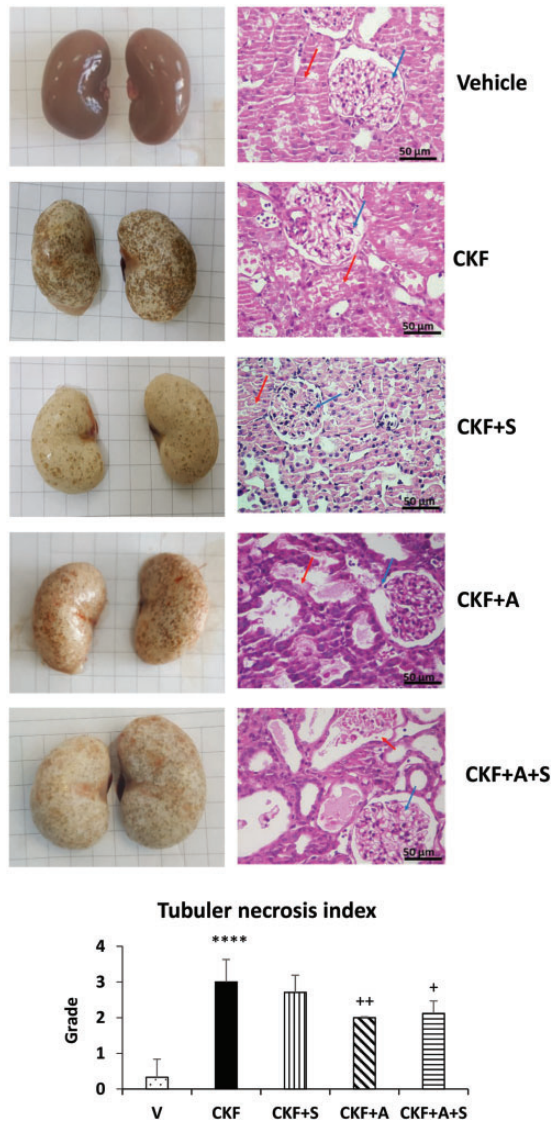 50 µm
Vehicle
50 µm
CKF
50 µm
CKF+S
50 µm
CKF+A
50 µm
CKF+A+S
Tubuler necrosis index
Grade
4
3
2
1
0
****
++
+
V CKF CKF+S CKF+A CKF+A+S